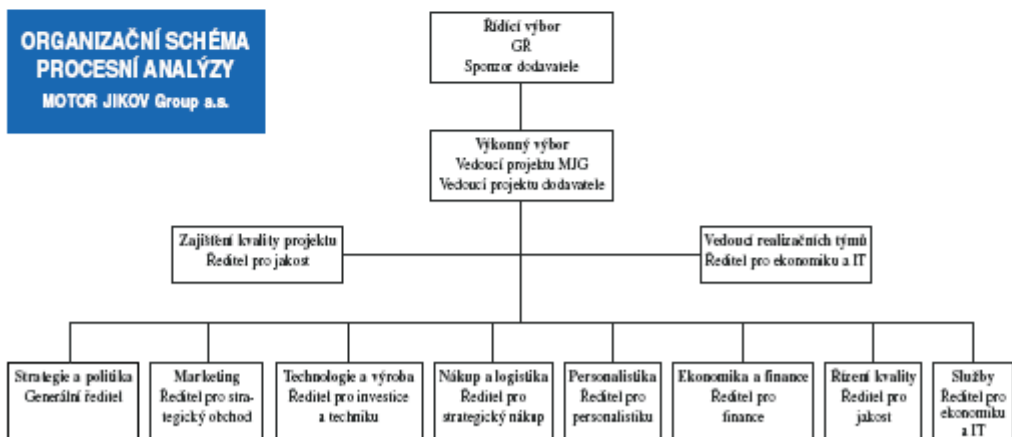 ORGANIZAČNÍ SCHÉMA
PROCESNÍ ANALÝZY
MOTOR JIKOV Group a.s.
Řídící výbor
GŘ
Sponzor dodavatele
Výkonný výbor
Vedoucí projektu MJG
Vedoucí projektu dodavatele
Zajištění kvality projektu
Ředitel pro jakost
Vedoucí realizačních týmů
Ředitel pro ekonomiku a IT
Strategie a politika
Generální ředitel
Marketing
Ředitel pro stra-
tegický obchod
Technologie a výroba
Ředitel pro investice
a techniku
Nákup a logistika
Ředitel pro
strategický nákup
Personalistika
Ředitel pro
personalistiku
Ekonomika a finance
Ředitel pro
finance
Řízení kvality
Ředitel pro
jakost
Služby
Ředitel pro
ekonomiku
a IT